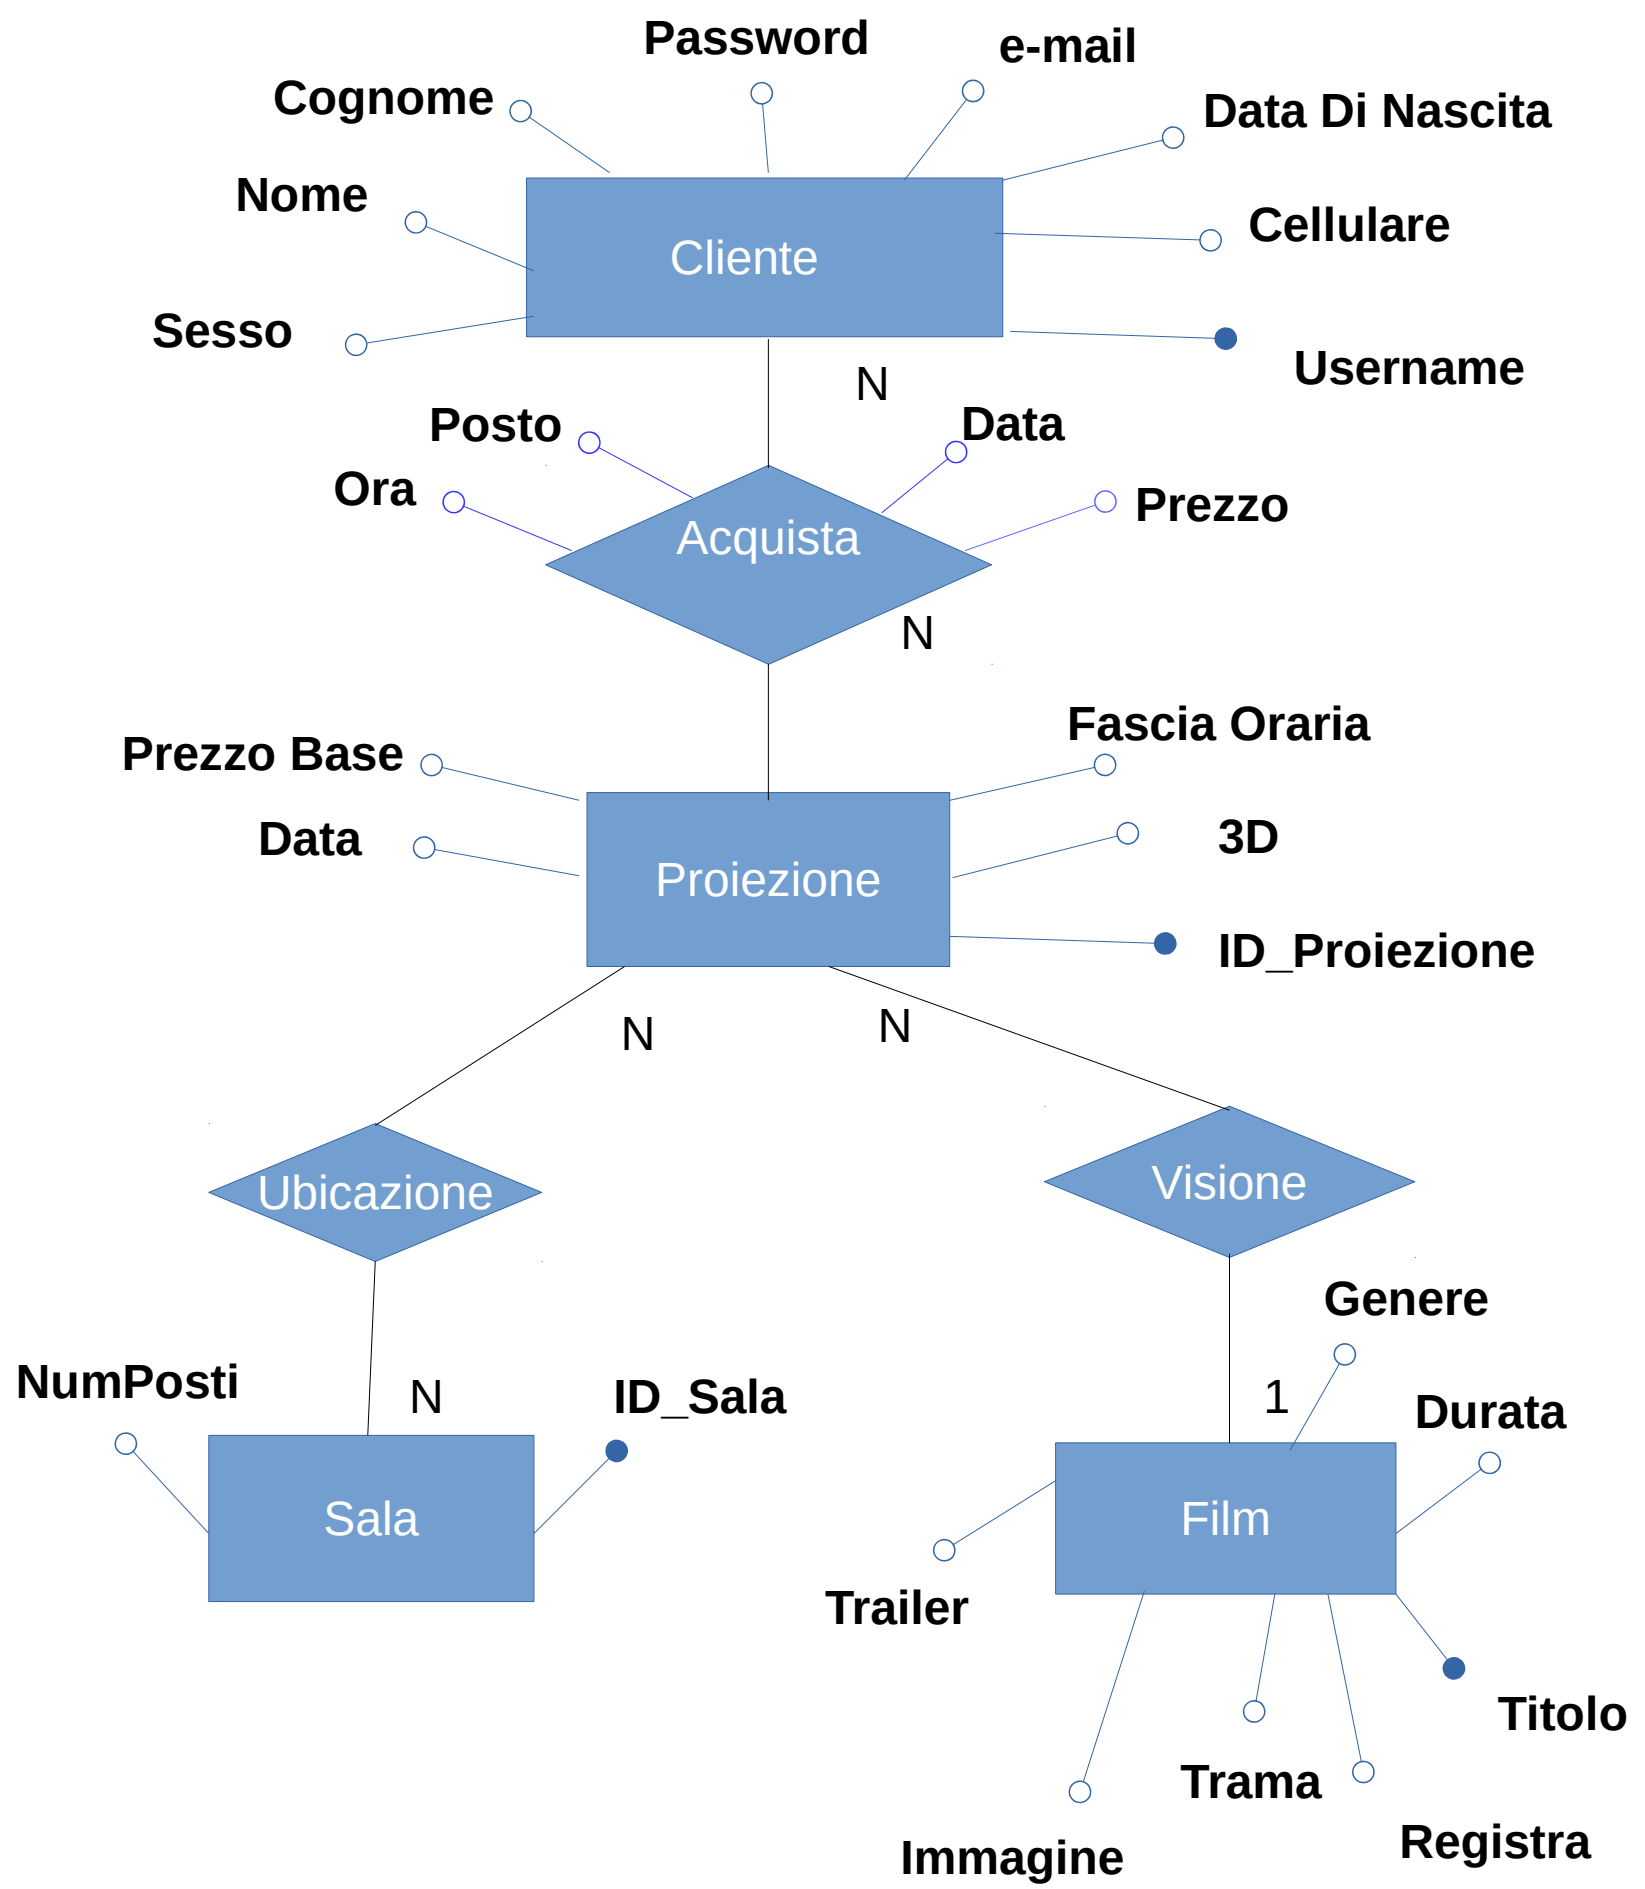 Password
e-mail
Cognome
Data Di Nascita
Nome
Cellulare
Cliente
Sesso
Username
N
Posto
Data
Ora
Prezzo
Acquista
N
Fascia Oraria
Prezzo Base
3D
Data
Proiezione
ID_Proiezione
N
N
Ubicazione
Visione
Genere
NumPosti
N
ID_Sala
1
Durata
Sala
Film
Trailer
Titolo
Trama
Registra
Immagine